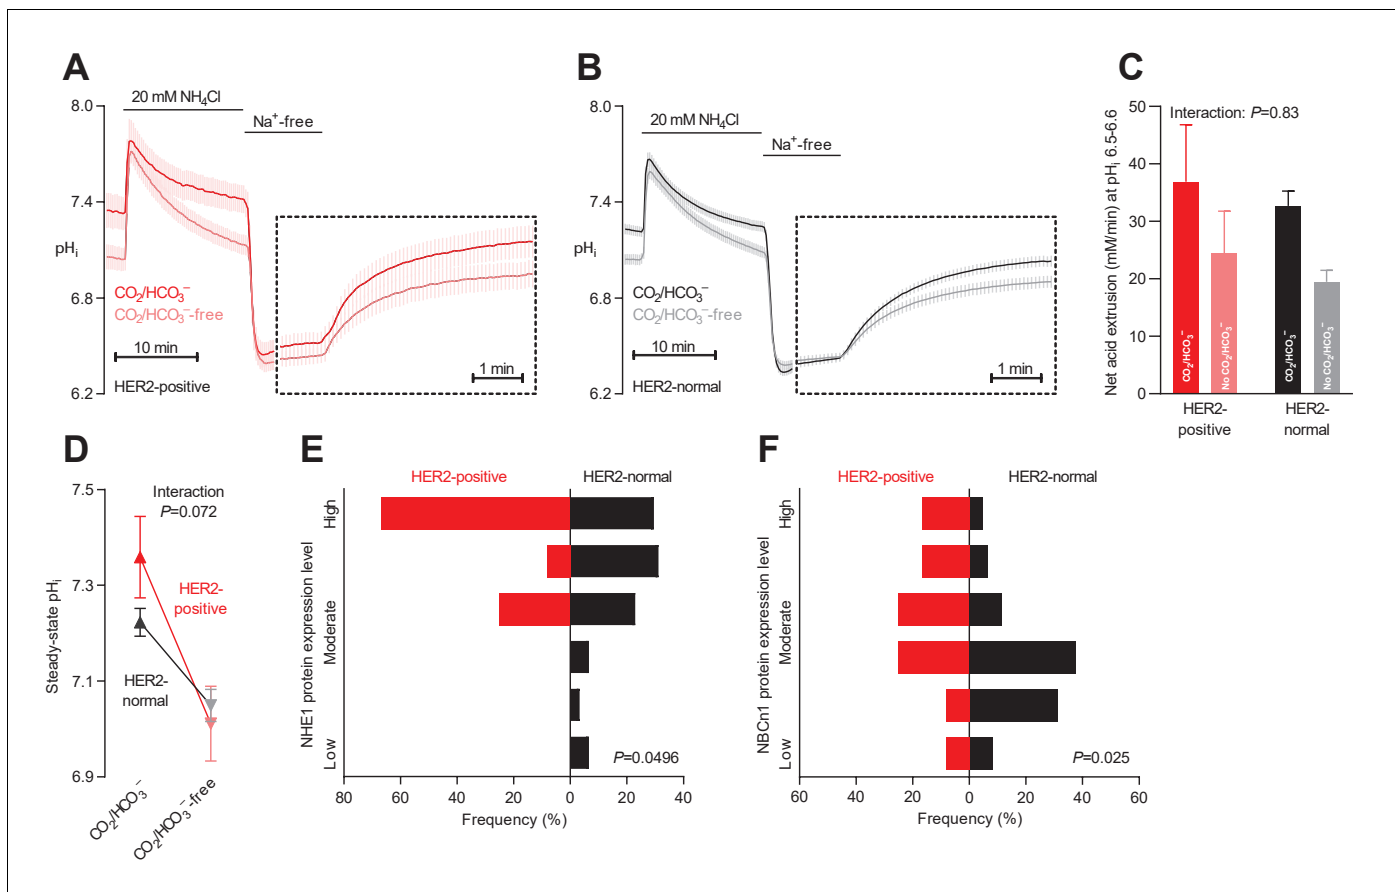 A
20 mM NH₄Cl
Na⁺-free
8.0
7.4
pHᵢ
6.8
6.2
CO₂/HCO₃⁻
CO₂/HCO₃⁻-free
10 min
1 min
HER2-positive
B
20 mM NH₄Cl
Na⁺-free
8.0
7.4
pHᵢ
6.8
6.2
CO₂/HCO₃⁻
CO₂/HCO₃⁻-free
10 min
1 min
HER2-normal
C
Interaction: P=0.83
Net acid extrusion (mM/min) at pHᵢ 6.5-6.6
50
40
30
20
10
0
CO₂/HCO₃⁻
No CO₂/HCO₃⁻
CO₂/HCO₃⁻
No CO₂/HCO₃⁻
HER2-
positive
HER2-
normal
D
Interaction
P=0.072
Steady-state pHᵢ
7.5
7.3
7.1
6.9
HER2-
positive
HER2-
normal
CO₂/HCO₃⁻
CO₂/HCO₃⁻-free
E
HER2-positive
HER2-normal
NHE1 protein expression level
High
Moderate
Low
P=0.0496
80
60
40
20
0
20
40
Frequency (%)
F
HER2-positive
HER2-normal
NBCn1 protein expression level
High
Moderate
Low
P=0.025
60
40
20
0
20
40
60
Frequency (%)